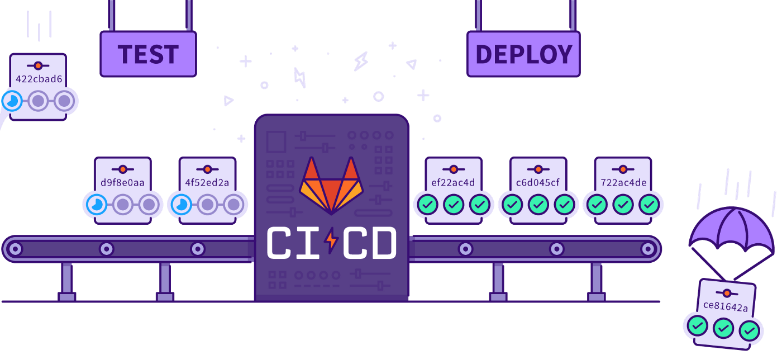 TEST
DEPLOY
422cbad6
d9f8e0aa
4f52ed2a
ef22ac4d
c6d045cf
722ac4de
CI CD
ce81642a